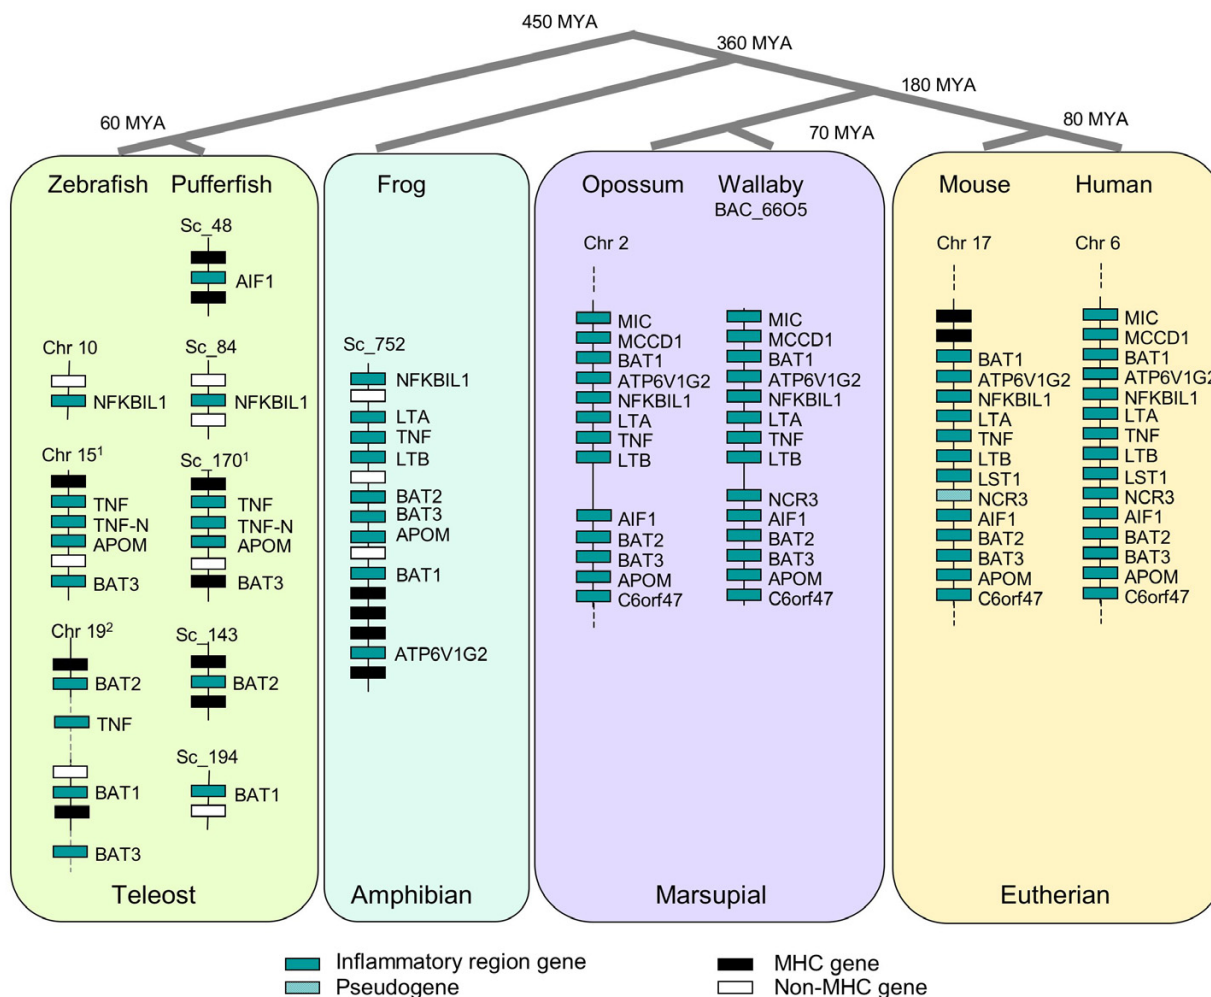 450 MYA
360 MYA
180 MYA
60 MYA
70 MYA
80 MYA
Zebrafish
Chr 10
NFKBIL1
Chr 15¹
TNF
TNF-N
APOM
BAT3
Chr 19²
BAT2
TNF
BAT1
BAT3
Pufferfish
Sc_48
AIF1
Sc_84
NFKBIL1
Sc_170¹
TNF
TNF-N
APOM
BAT3
Sc_143
BAT2
Sc_194
BAT1
Teleost
Frog
Sc_752
NFKBIL1
LTA
TNF
LTB
BAT2
BAT3
APOM
BAT1
ATP6V1G2
Amphibian
Opossum
Chr 2
MIC
MCCD1
BAT1
ATP6V1G2
NFKBIL1
LTA
TNF
LTB
AIF1
BAT2
BAT3
APOM
C6orf47
Wallaby
BAC_66O5
MIC
MCCD1
BAT1
ATP6V1G2
NFKBIL1
LTA
TNF
LTB
NCR3
AIF1
BAT2
BAT3
APOM
C6orf47
Marsupial
Mouse
Chr 17
BAT1
ATP6V1G2
NFKBIL1
LTA
TNF
LTB
LST1
NCR3
AIF1
BAT2
BAT3
APOM
C6orf47
Human
Chr 6
MIC
MCCD1
BAT1
ATP6V1G2
NFKBIL1
LTA
TNF
LTB
LST1
NCR3
AIF1
BAT2
BAT3
APOM
C6orf47
Eutherian
Inflammatory region gene
Pseudogene
MHC gene
Non-MHC gene